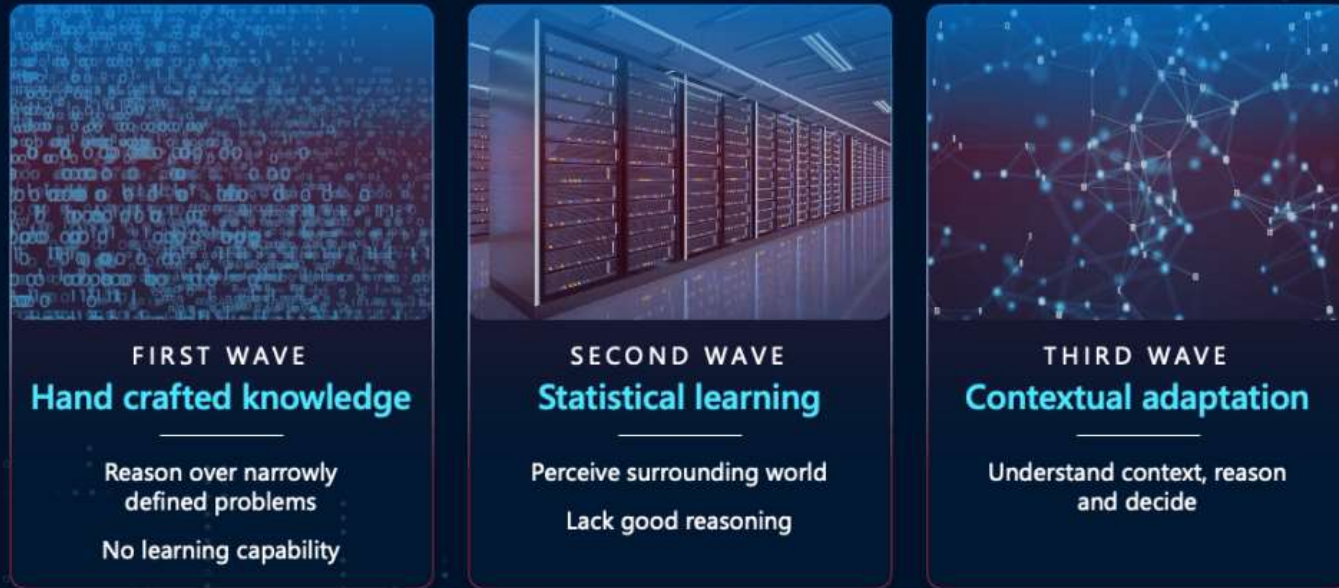 FIRST WAVE
Hand crafted knowledge
Reason over narrowly
defined problems
No learning capability
SECOND WAVE
Statistical learning
Perceive surrounding world
Lack good reasoning
THIRD WAVE
Contextual adaptation
Understand context, reason
and decide